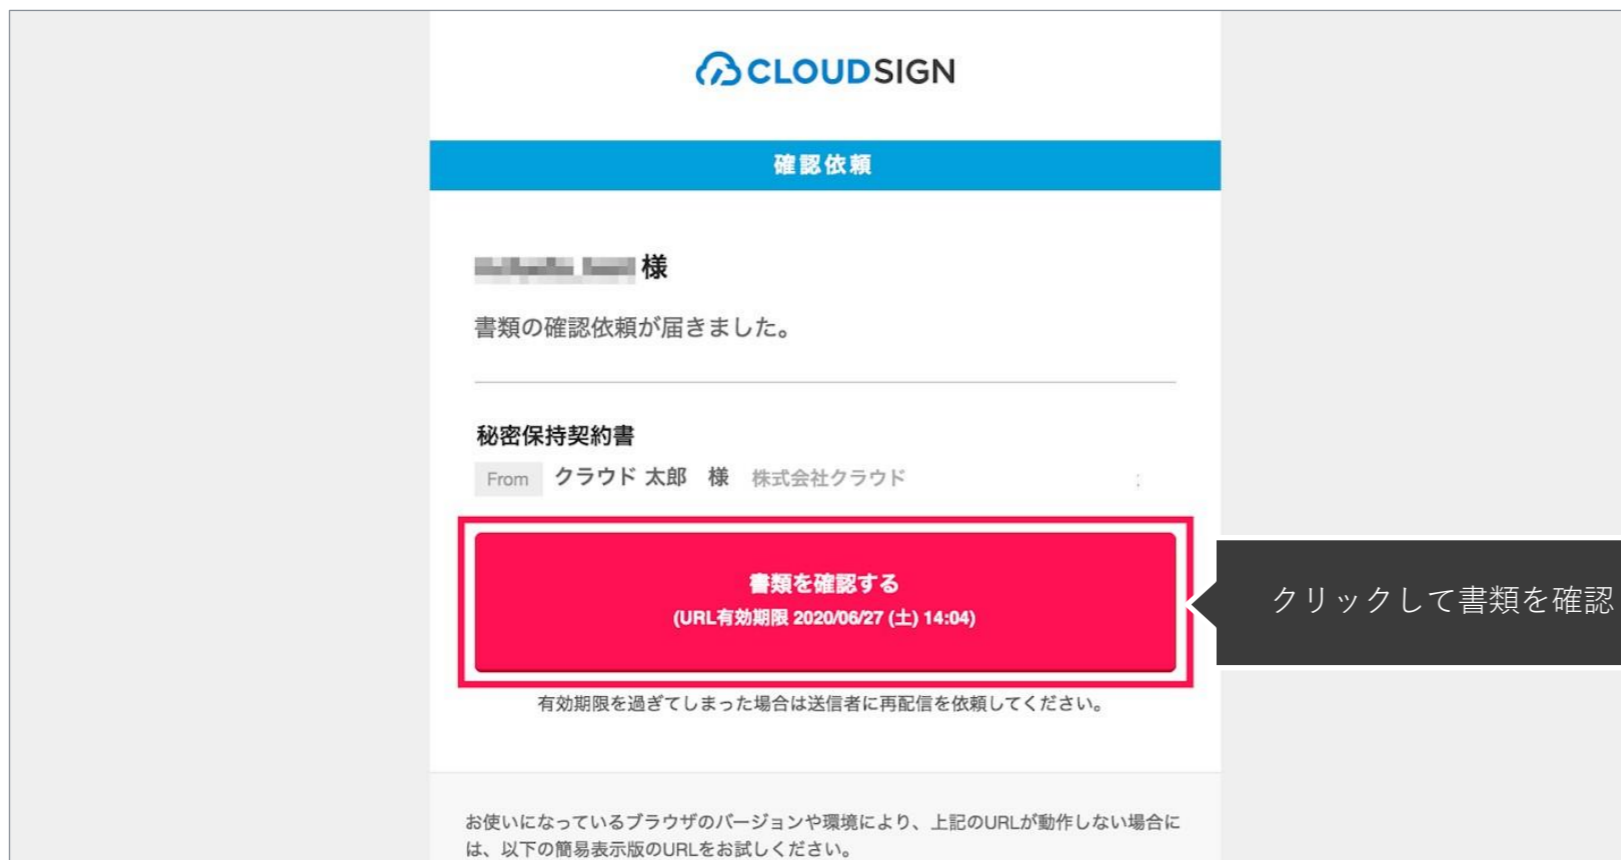 CLOUDSIGN
確認依頼
様
書類の確認依頼が届きました。
秘密保持契約書
From クラウド 太郎　様 株式会社クラウド
書類を確認する
(URL有効期限 2020/06/27 (土) 14:04)
クリックして書類を確認
有効期限を過ぎてしまった場合は送信者に再配信を依頼してください。
お使いになっているブラウザのバージョンや環境により、上記のURLが動作しない場合に
は、以下の簡易表示版のURLをお試しください。